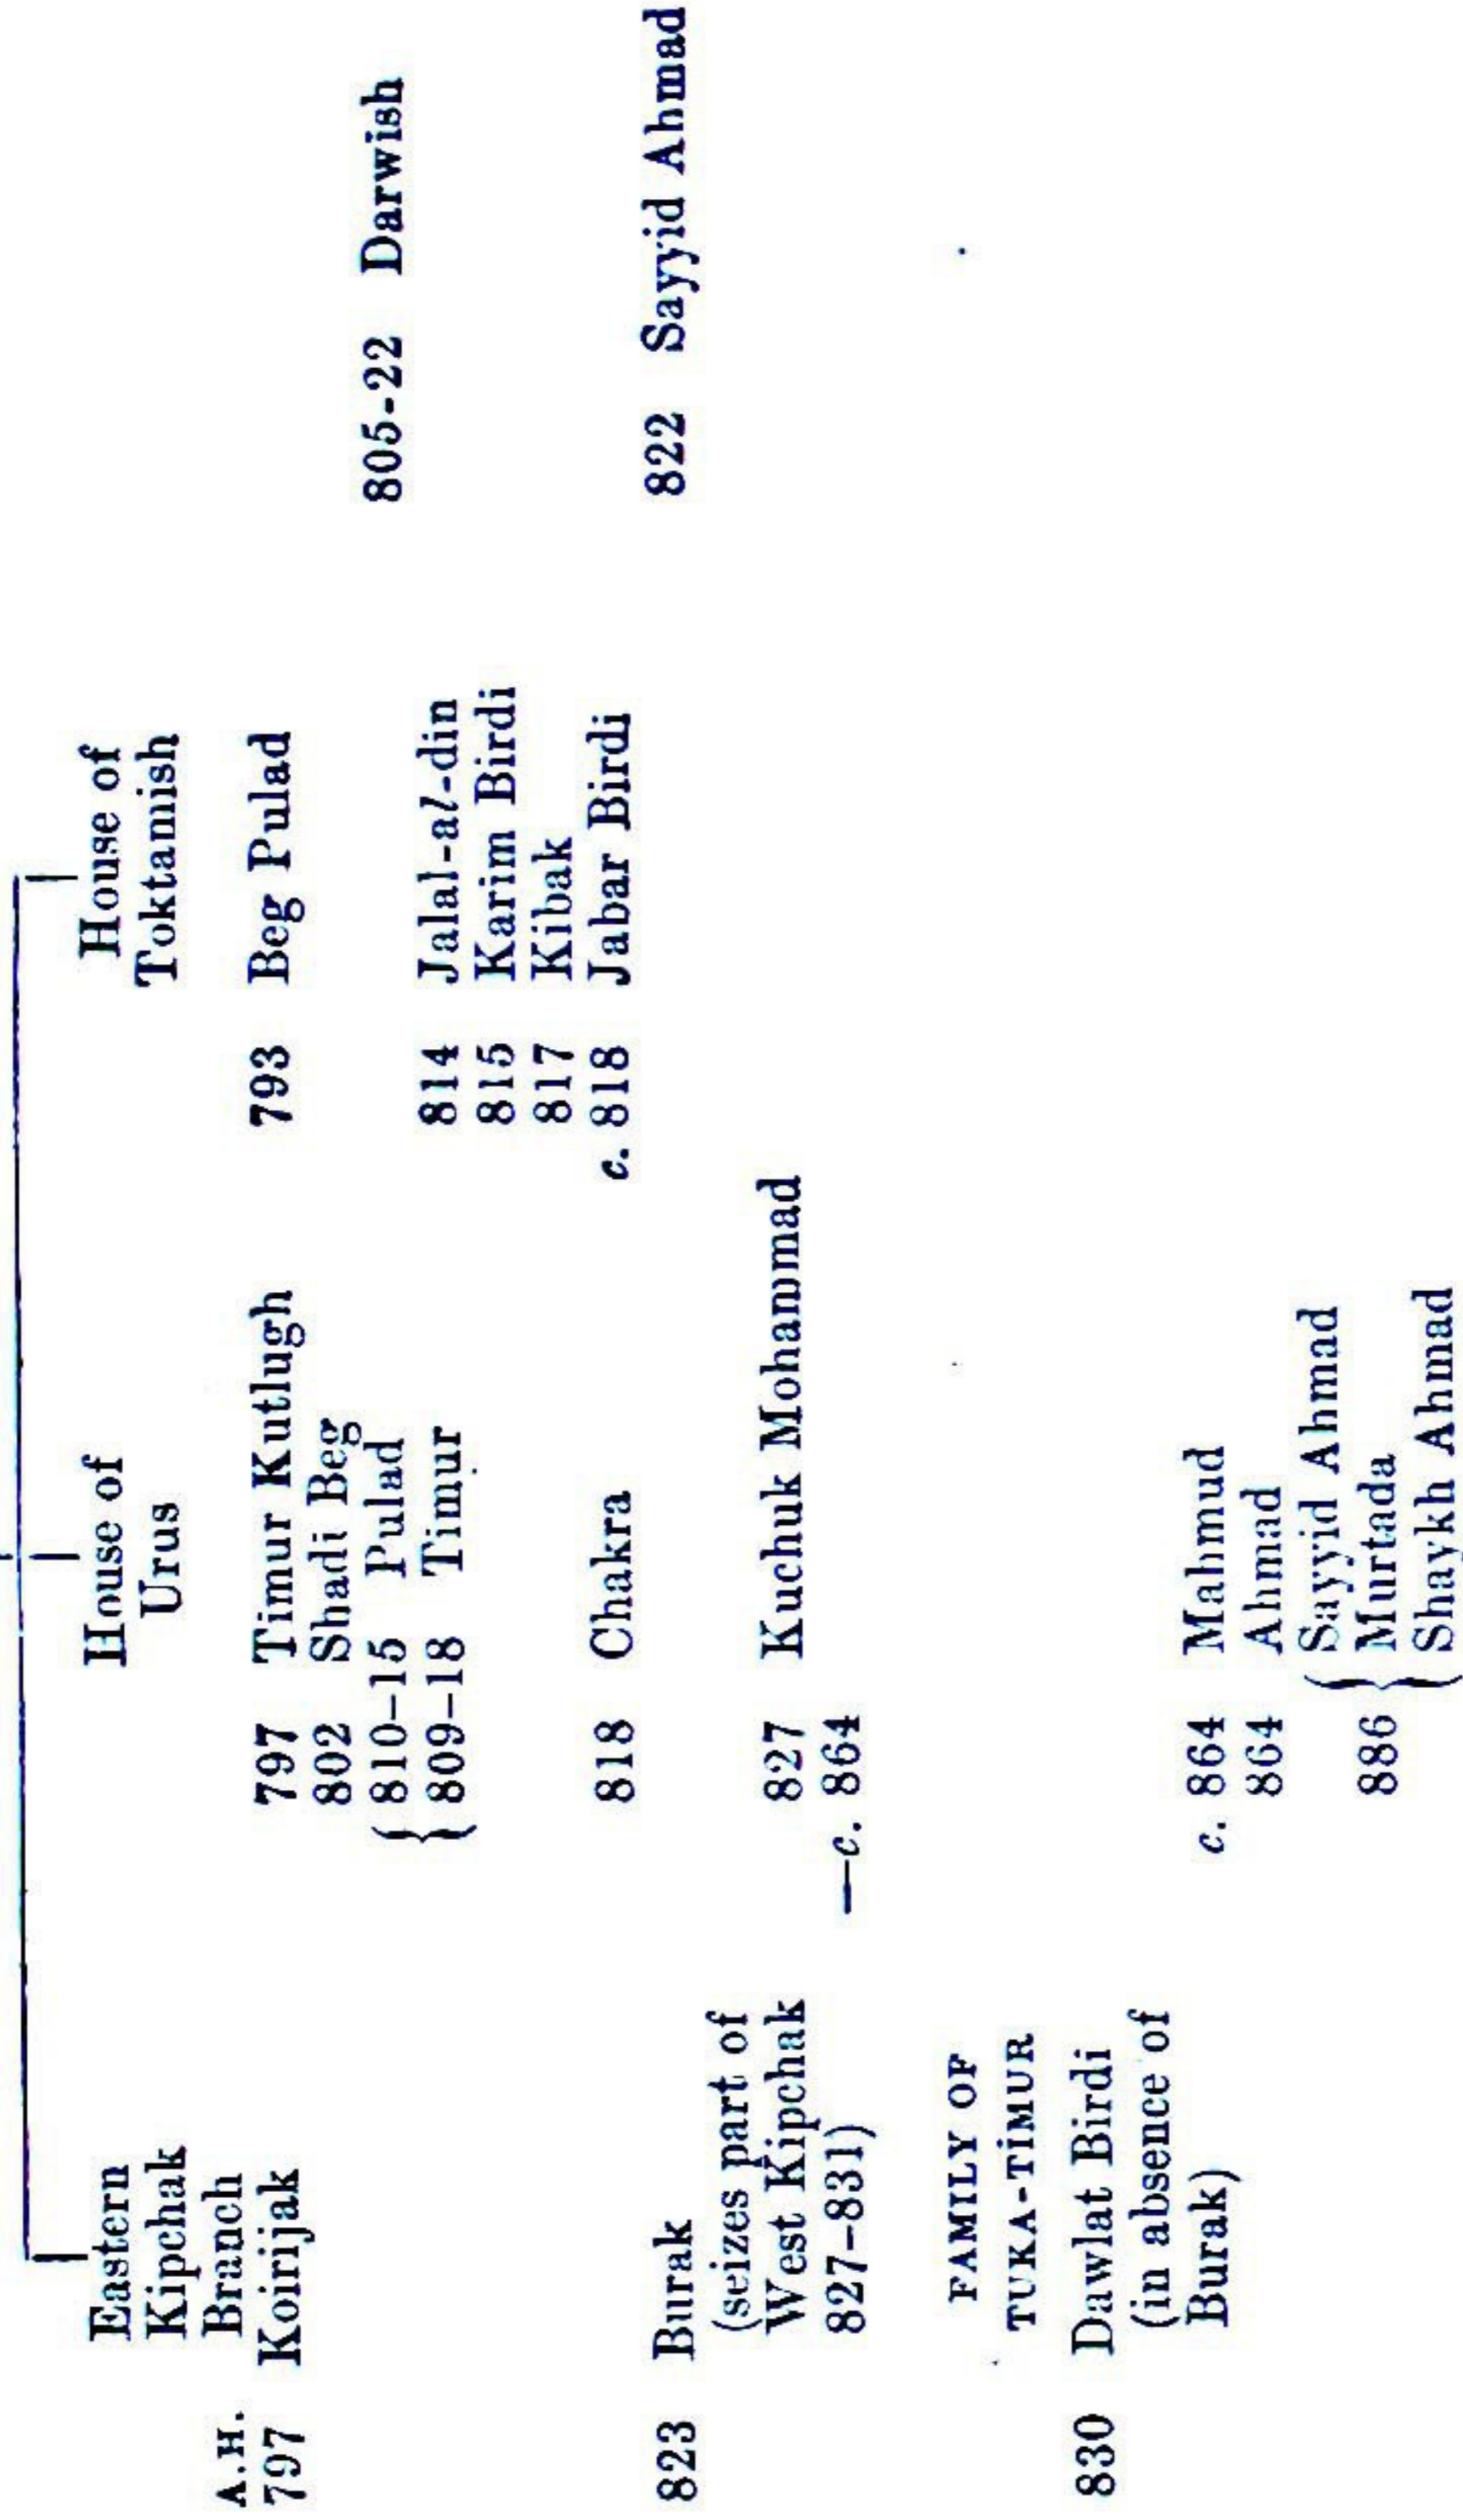 Eastern
Kipchak
Branch
A.H.
797 Koirijak
823 Burak
(seizes part of
West Kipchak
827–831)
FAMILY OF
TUKA-TIMUR
830 Dawlat Birdi
(in absence of
Burak)
House of
Urus
797 Timur Kutlugh
802 Shadi Beg
{ 810–15 Pulad
{ 809–18 Timur
818 Chakra
827 Kuchuk Mohammad
—c. 864
c. 864 Mahmud
864 Ahmad
{ Sayyid Ahmad
886 { Murtada
{ Shaykh Ahmad
House of
Toktamish
793 Beg Pulad
814 Jalal-al-din
815 Karim Birdi
817 Kibak
c. 818 Jabar Birdi
805-22 Darwish
822 Sayyid Ahmad